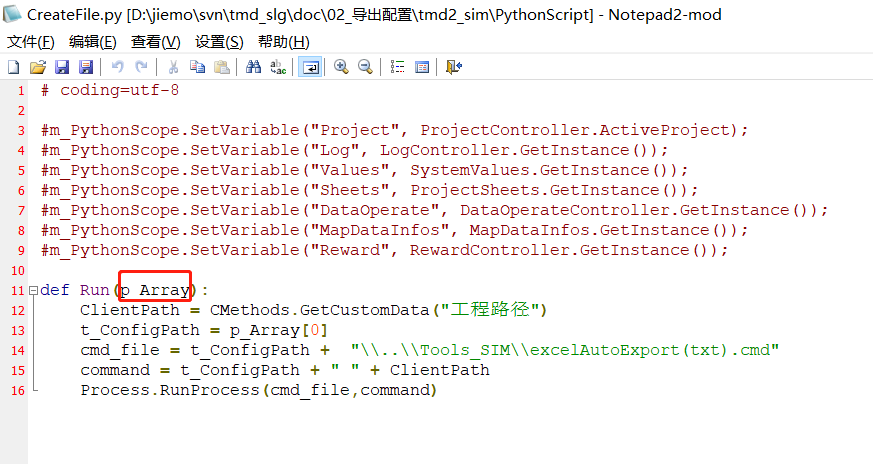 CreateFile.py [D:\jiemo\svn\tmd_slg\doc\02_导出配置\tmd2_sim\PythonScript] - Notepad2-mod
文件(F) 编辑(E) 查看(V) 设置(S) 帮助(H)
1 # coding=utf-8
2
3 #m_PythonScope.SetVariable("Project", ProjectController.ActiveProject);
4 #m_PythonScope.SetVariable("Log", LogController.GetInstance());
5 #m_PythonScope.SetVariable("Values", SystemValues.GetInstance());
6 #m_PythonScope.SetVariable("Sheets", ProjectSheets.GetInstance());
7 #m_PythonScope.SetVariable("DataOperate", DataOperateController.GetInstance());
8 #m_PythonScope.SetVariable("MapDataInfos", MapDataInfos.GetInstance());
9 #m_PythonScope.SetVariable("Reward", RewardController.GetInstance());
10
11 def Run(p_Array):
12 ClientPath = CMethods.GetCustomData("工程路径")
13 t_ConfigPath = p_Array[0]
14 cmd_file = t_ConfigPath +  "\\..\\Tools_SIM\\excelAutoExport(txt).cmd"
15 command = t_ConfigPath + " " + ClientPath
16 Process.RunProcess(cmd_file,command)